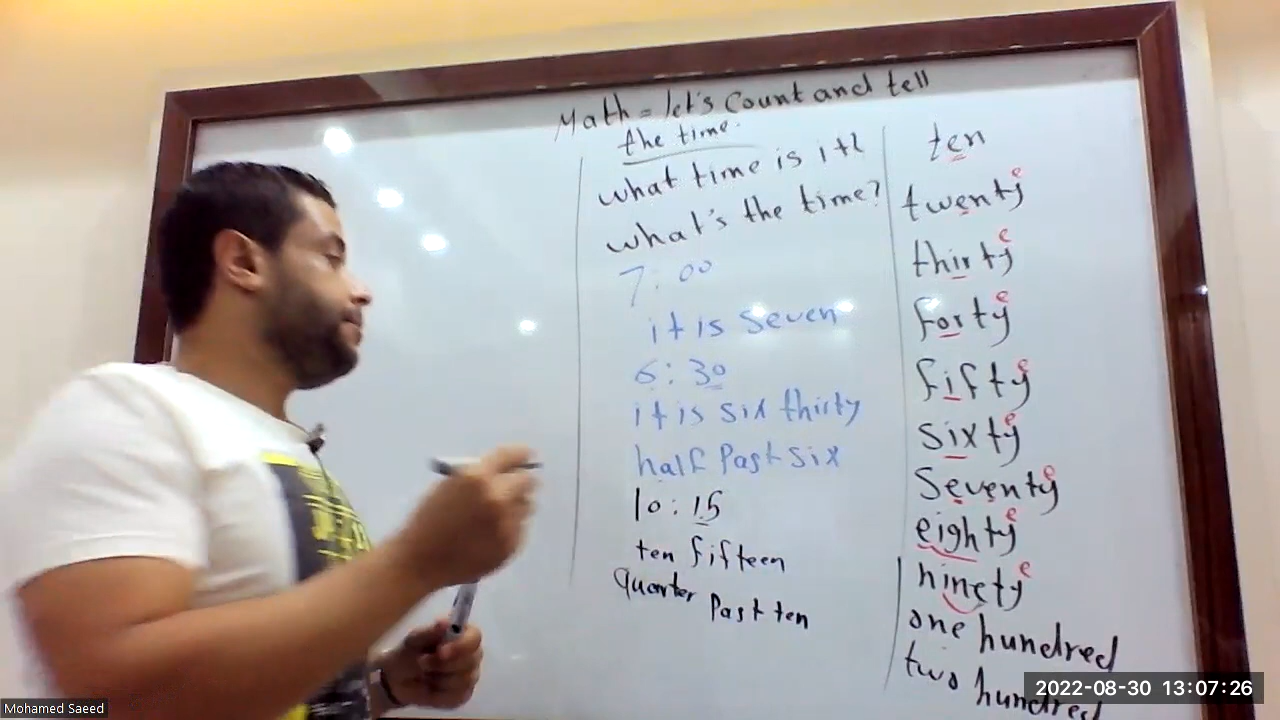 Math = let's count and tell
the time.
what time is it?
what's the time?
7:00
it is seven
6:30
it is six thirty
half past six
10:15
ten fifteen
quarter past ten
ten
twenty e
thirty e
forty e
fifty e
sixty e
Seventy e
eighty e
ninety e
one hundred
two hundred
Mohamed Saeed
2022-08-30 13:07:26